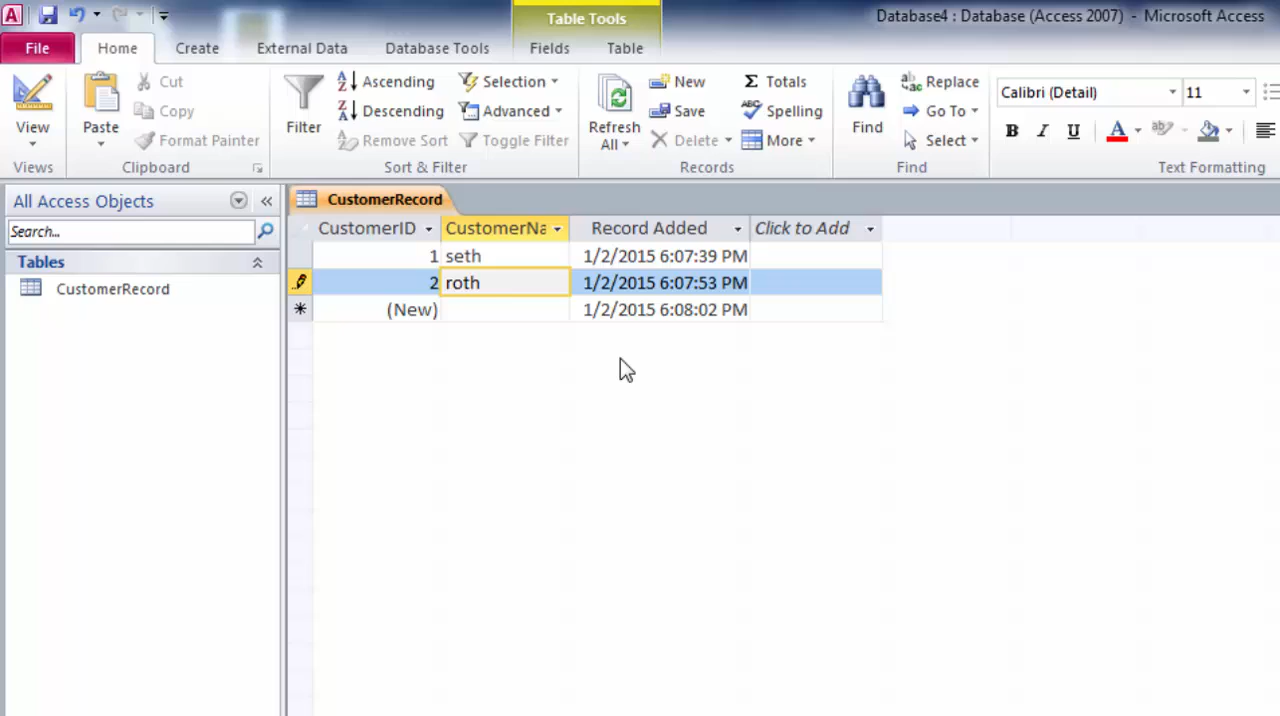 Table Tools
Database4 : Database (Access 2007) - Microsoft Access
File Home Create External Data Database Tools Fields Table
View
Views
Paste
Cut
Copy
Format Painter
Clipboard
Filter
Ascending
Descending
Remove Sort
Selection
Advanced
Toggle Filter
Sort & Filter
Refresh
All
New
Save
Delete
Totals
Spelling
More
Records
Find
Replace
Go To
Select
Find
Calibri (Detail) 11
B I U A
Text Formatting
All Access Objects
Search...
Tables
CustomerRecord
CustomerRecord
CustomerID CustomerNa Record Added Click to Add
1 seth 1/2/2015 6:07:39 PM
2 roth 1/2/2015 6:07:53 PM
(New) 1/2/2015 6:08:02 PM